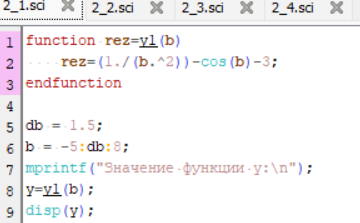 2_1.sci 2_2.sci 2_3.sci 2_4.sci
1 function rez=y1(b)
2 rez=(1./(b.^2))-cos(b)-3;
3 endfunction
4
5 db = 1.5;
6 b = -5:db:8;
7 mprintf("Значение функции y:\n");
8 y=y1(b);
9 disp(y);